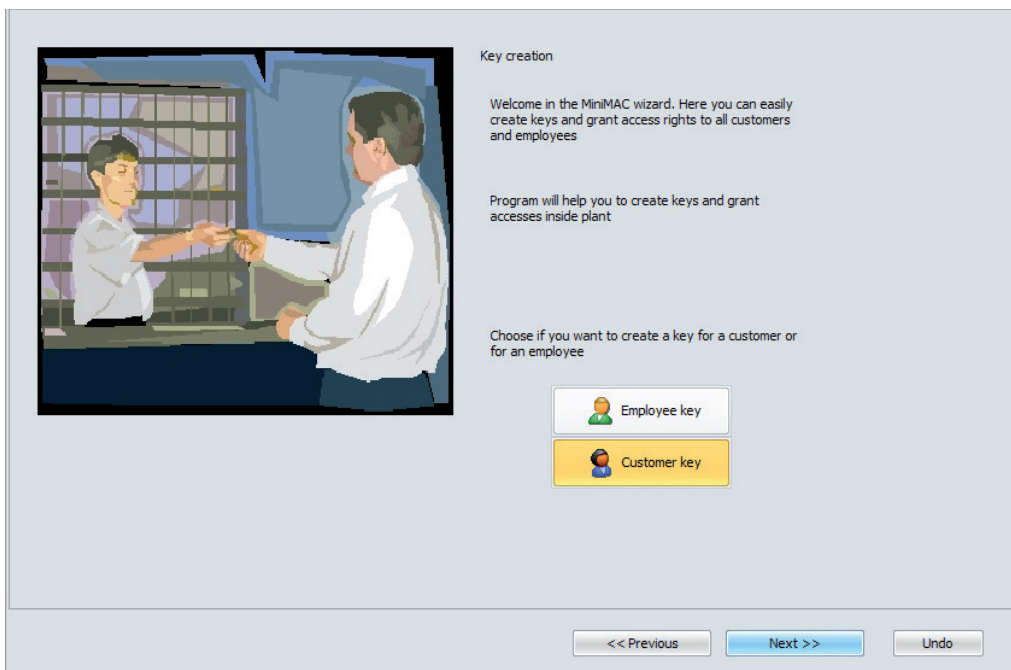 Key creation
Welcome in the MiniMAC wizard. Here you can easily
create keys and grant access rights to all customers
and employees
Program will help you to create keys and grant
accesses inside plant
Choose if you want to create a key for a customer or
for an employee
Employee key
Customer key
<< Previous
Next >>
Undo